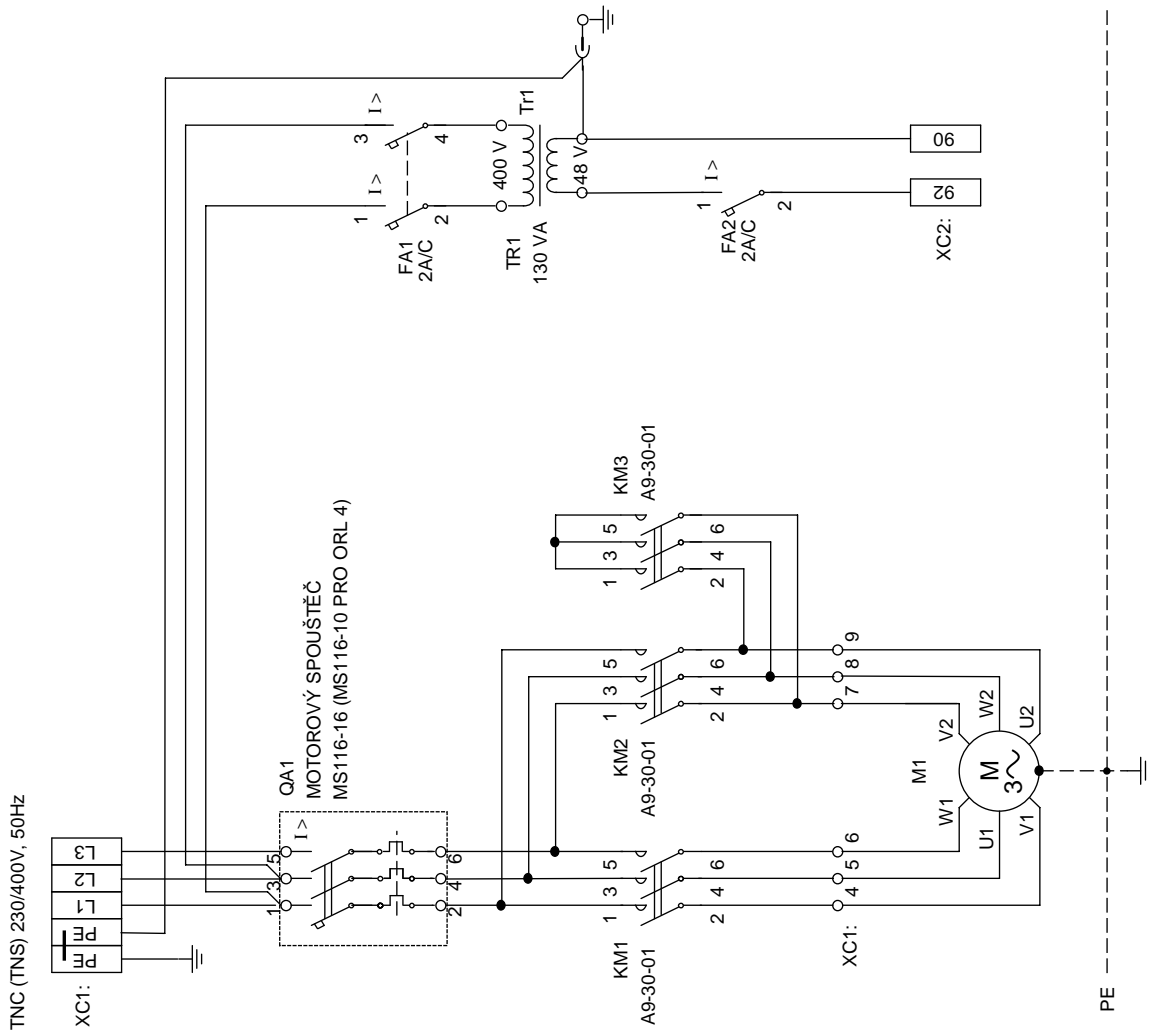 TNC (TNS) 230/400V, 50Hz
XC1:
PE
PE
L1
L2
L3
QA1
MOTOROVÝ SPOUŠTĚČ
MS116-16 (MS116-10 PRO ORL 4)
I >
1
3
5
2
4
6
FA1
2A/C
1
I >
3
I >
2
4
400 V
Tr1
TR1
130 VA
48 V
FA2
2A/C
1
I >
2
XC2:
92
90
KM1
A9-30-01
1
3
5
2
4
6
KM2
A9-30-01
1
3
5
2
4
6
KM3
A9-30-01
1
3
5
2
4
6
XC1:
4
5
6
7
8
9
M1
W1
U1
V1
V2
W2
U2
M
3~
PE